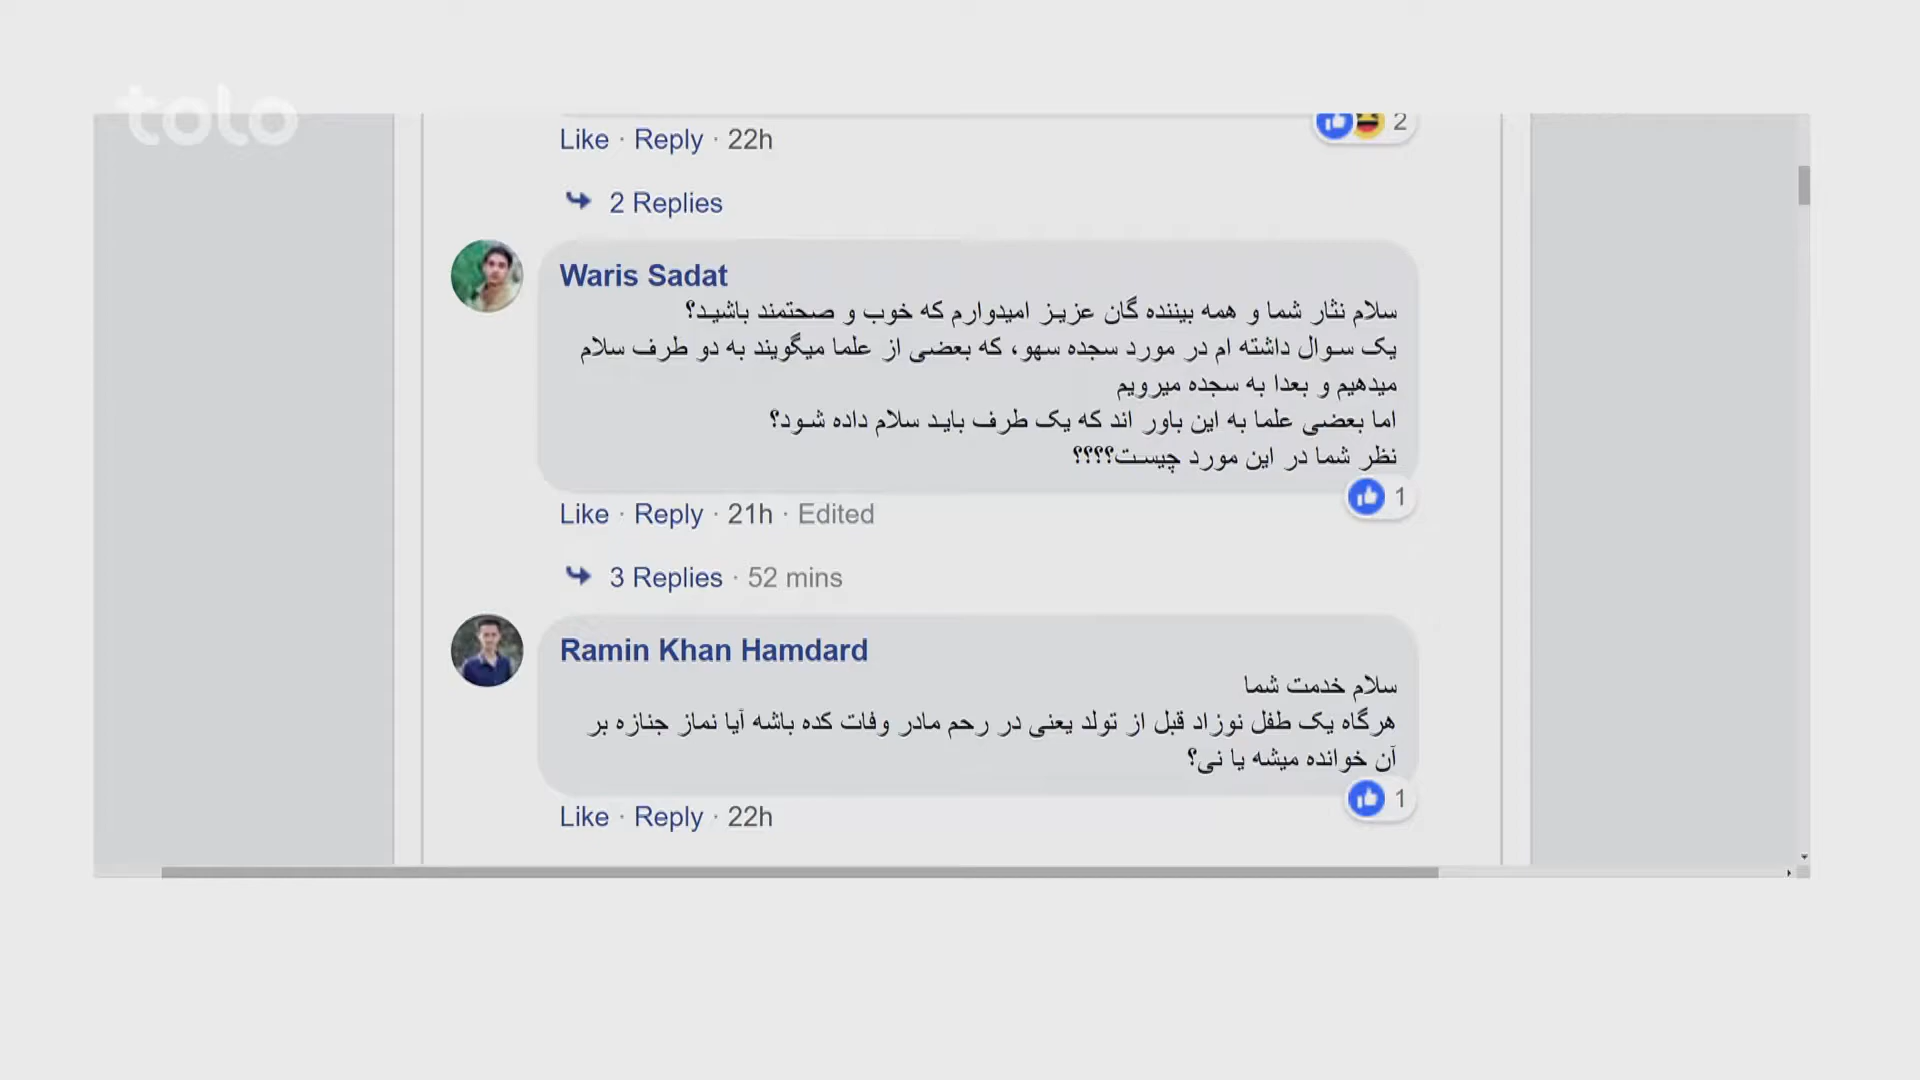 tolo
Like · Reply · 22h
2
2 Replies
Waris Sadat
سلام نثار شما و همه بیننده گان عزیز امیدوارم که خوب و صحتمند باشید؟
یک سوال داشته ام در مورد سجده سهو، که بعضی از علما میگویند به دو طرف سلام
میدهیم و بعدا به سجده میرویم
اما بعضی علما به این باور اند که یک طرف باید سلام داده شود؟
نظر شما در این مورد چیست؟؟؟؟
1
Like · Reply · 21h · Edited
3 Replies · 52 mins
Ramin Khan Hamdard
سلام خدمت شما
هرگاه یک طفل نوزاد قبل از تولد یعنی در رحم مادر وفات کده باشه آیا نماز جنازه بر
آن خوانده میشه یا نی؟
1
Like · Reply · 22h